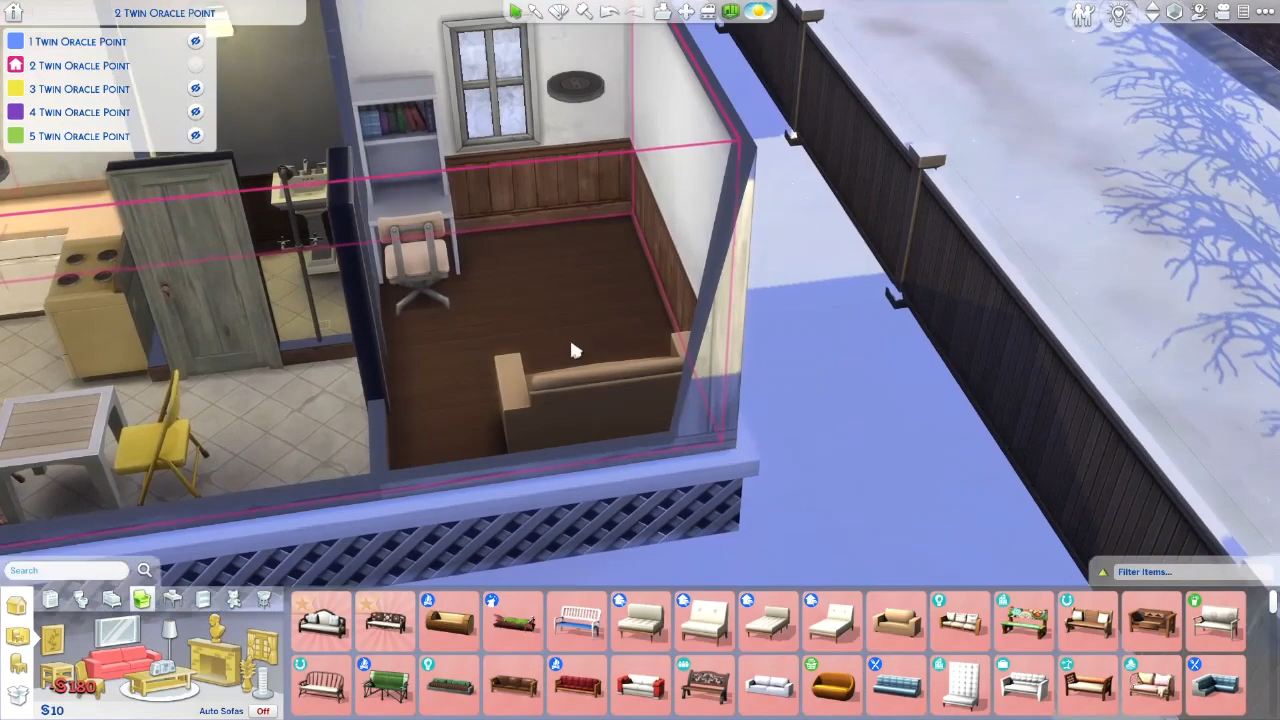 2 Twin Oracle Point
1 Twin Oracle Point
2 Twin Oracle Point
3 Twin Oracle Point
4 Twin Oracle Point
5 Twin Oracle Point
Search
Filter Items...
-§180
§10
Auto Sofas
Off